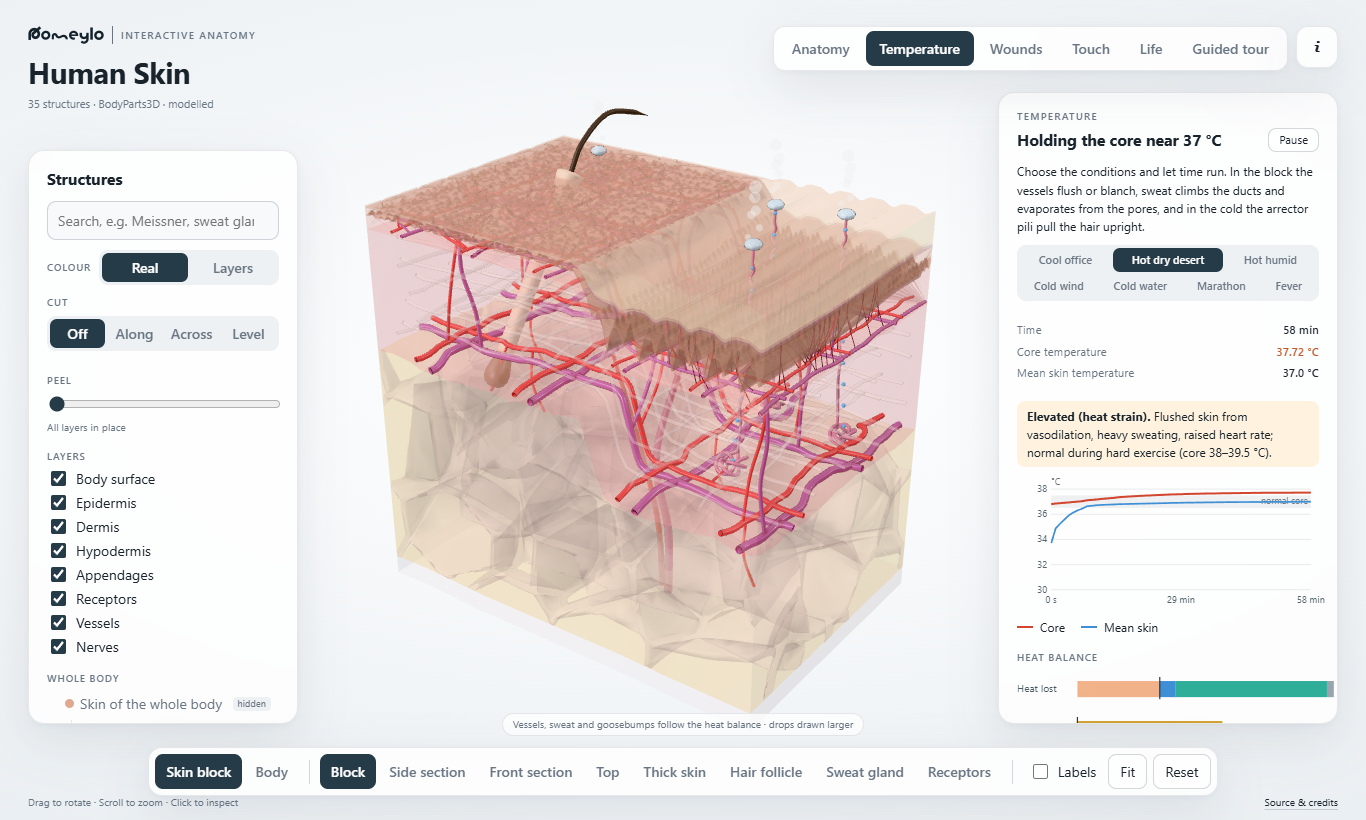 Domeylo
INTERACTIVE ANATOMY
Human Skin
35 structures · BodyParts3D · modelled
Anatomy
Temperature
Wounds
Touch
Life
Guided tour
i
Structures
Search, e.g. Meissner, sweat glar
COLOUR
Real
Layers
CUT
Off
Along
Across
Level
PEEL
All layers in place
LAYERS
Body surface
Epidermis
Dermis
Hypodermis
Appendages
Receptors
Vessels
Nerves
WHOLE BODY
Skin of the whole body hidden
TEMPERATURE
Holding the core near 37 °C
Pause
Choose the conditions and let time run. In the block the
vessels flush or blanch, sweat climbs the ducts and
evaporates from the pores, and in the cold the arrector
pili pull the hair upright.
Cool office
Hot dry desert
Hot humid
Cold wind
Cold water
Marathon
Fever
Time 58 min
Core temperature 37.72 °C
Mean skin temperature 37.0 °C
Elevated (heat strain). Flushed skin from
vasodilation, heavy sweating, raised heart rate;
normal during hard exercise (core 38–39.5 °C).
°C
38
normal core
36
34
32
30
0 s
29 min
58 min
Core
Mean skin
HEAT BALANCE
Heat lost
Vessels, sweat and goosebumps follow the heat balance · drops drawn larger
Skin block
Body
Block
Side section
Front section
Top
Thick skin
Hair follicle
Sweat gland
Receptors
Labels
Fit
Reset
Drag to rotate · Scroll to zoom · Click to inspect
Source & credits